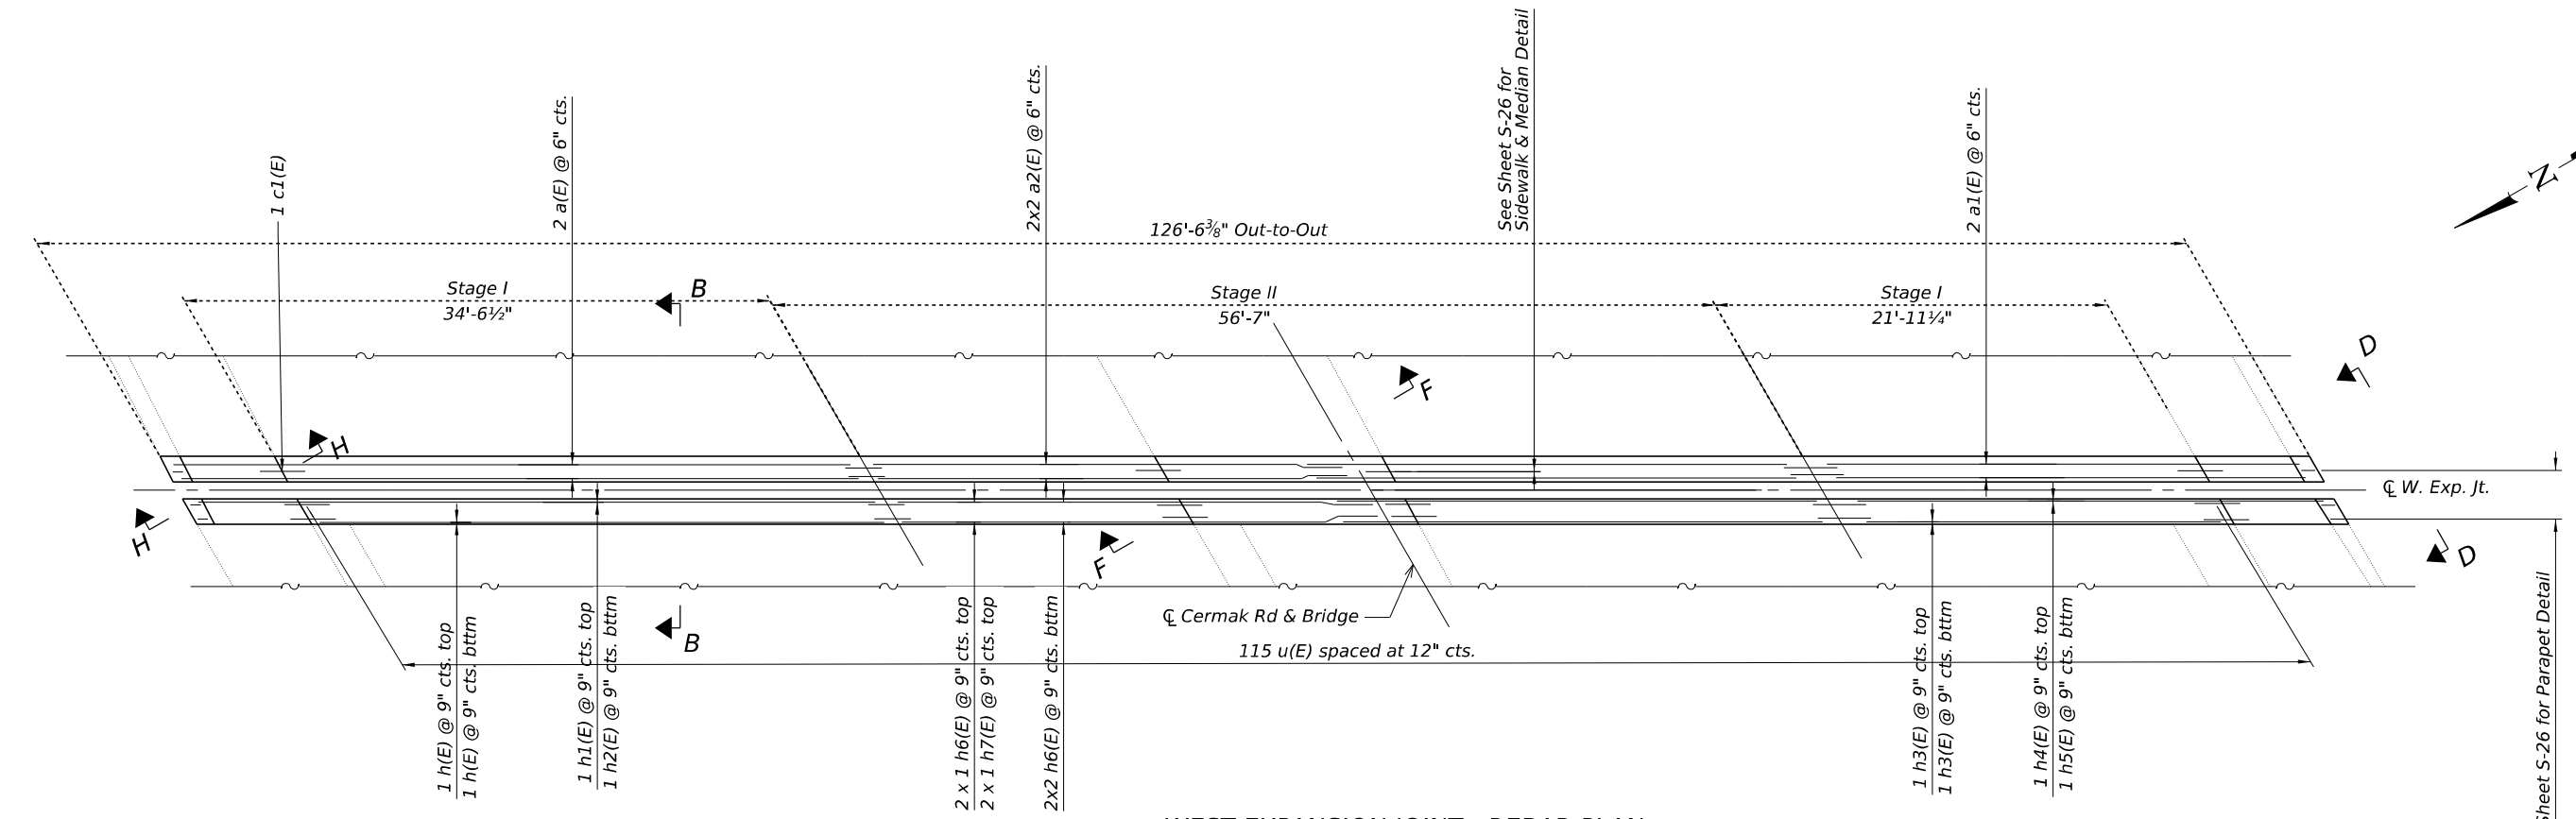 See Sheet S-26 for
Sidewalk & Median Detail
2x2 a2(E) @ 6" cts.
2 a(E) @ 6" cts.
2 a1(E) @ 6" cts.
1 c1(E)
N
126'-6⅜" Out-to-Out
Stage I
34'-6½"
B
Stage II
56'-7"
Stage I
21'-11¼"
D
F
H
℄ W. Exp. Jt.
H
F
D
℄ Cermak Rd & Bridge
B
115 u(E) spaced at 12" cts.
1 h(E) @ 9" cts. top
1 h(E) @ 9" cts. bttm
1 h1(E) @ 9" cts. top
1 h2(E) @ 9" cts. bttm
2 x 1 h6(E) @ 9" cts. top
2 x 1 h7(E) @ 9" cts. top
2x2 h6(E) @ 9" cts. bttm
1 h3(E) @ 9" cts. top
1 h3(E) @ 9" cts. bttm
1 h4(E) @ 9" cts. top
1 h5(E) @ 9" cts. bttm
Sheet S-26 for Parapet Detail
WEST EXPANSION JOINT - REBAR PLAN